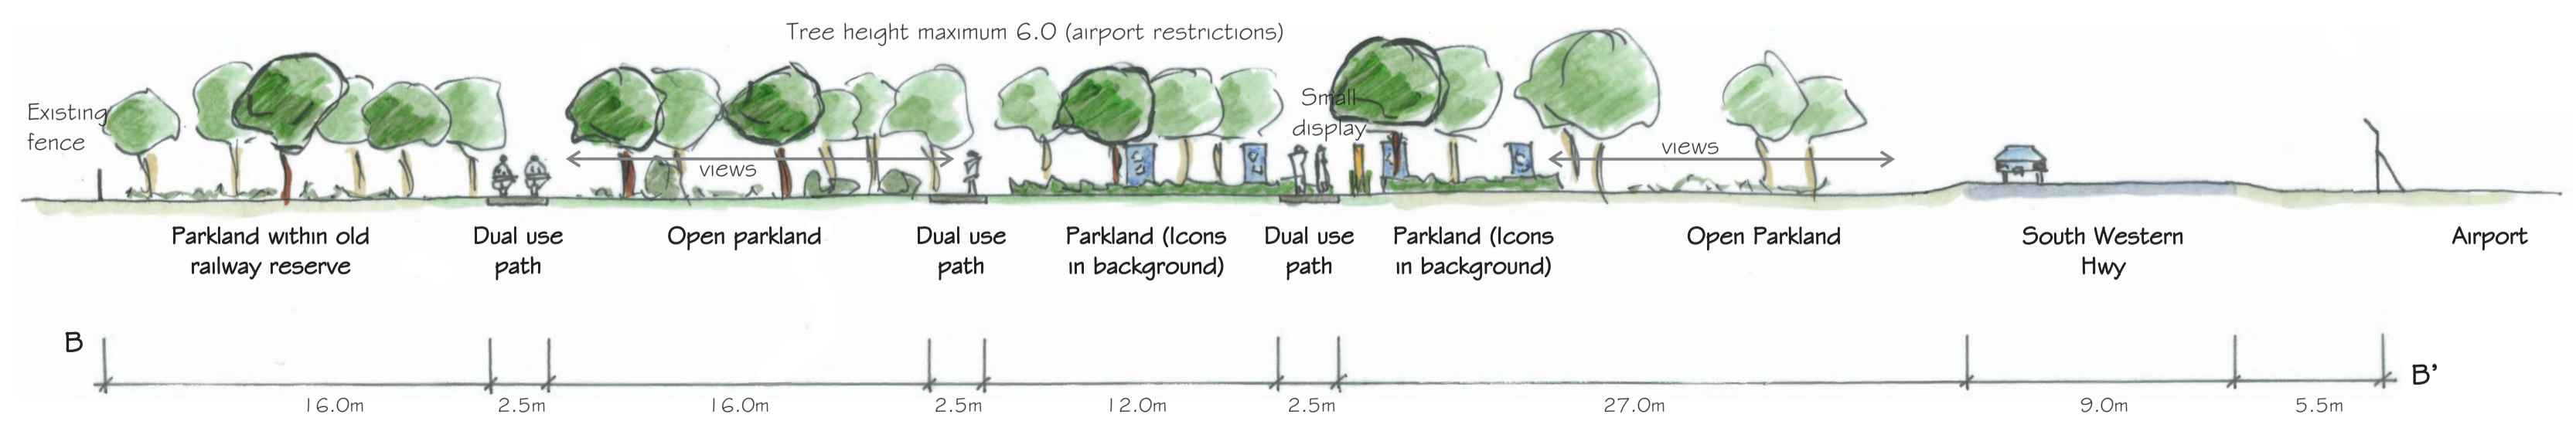 Tree height maximum 6.0 (airport restrictions)
Existing
fence
Small
display
views
views
Parkland within old
railway reserve
Dual use
path
Open parkland
Dual use
path
Parkland (Icons
in background)
Dual use
path
Parkland (Icons
in background)
Open Parkland
South Western
Hwy
Airport
B
B'
16.0m
2.5m
16.0m
2.5m
12.0m
2.5m
27.0m
9.0m
5.5m